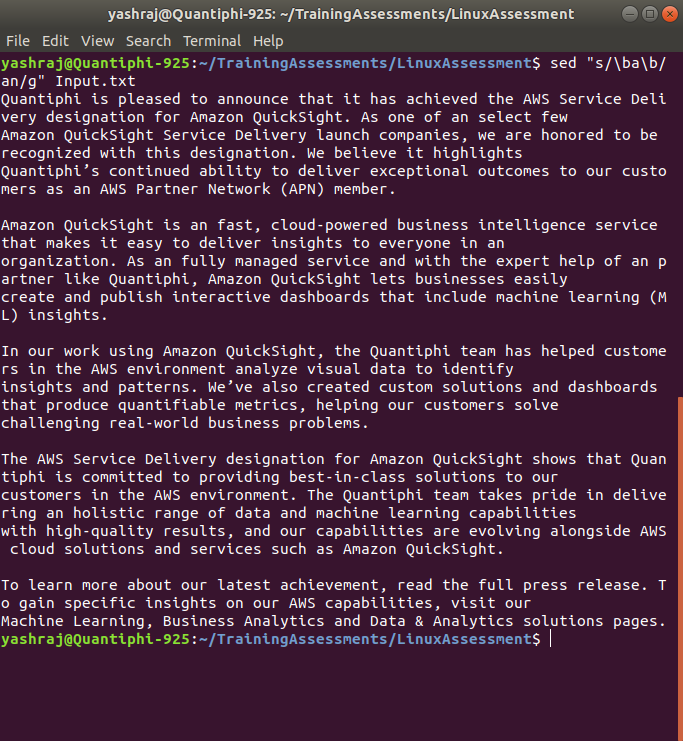 yashraj@Quantiphi-925: ~/TrainingAssessments/LinuxAssessment
File Edit View Search Terminal Help
yashraj@Quantiphi-925:~/TrainingAssessments/LinuxAssessment$ sed "s/\ba\b/
an/g" Input.txt
Quantiphi is pleased to announce that it has achieved the AWS Service Deli
very designation for Amazon QuickSight. As one of an select few
Amazon QuickSight Service Delivery launch companies, we are honored to be
recognized with this designation. We believe it highlights
Quantiphi’s continued ability to deliver exceptional outcomes to our custo
mers as an AWS Partner Network (APN) member.

Amazon QuickSight is an fast, cloud-powered business intelligence service
that makes it easy to deliver insights to everyone in an
organization. As an fully managed service and with the expert help of an p
artner like Quantiphi, Amazon QuickSight lets businesses easily
create and publish interactive dashboards that include machine learning (M
L) insights.

In our work using Amazon QuickSight, the Quantiphi team has helped custome
rs in the AWS environment analyze visual data to identify
insights and patterns. We’ve also created custom solutions and dashboards
that produce quantifiable metrics, helping our customers solve
challenging real-world business problems.

The AWS Service Delivery designation for Amazon QuickSight shows that Quan
tiphi is committed to providing best-in-class solutions to our
customers in the AWS environment. The Quantiphi team takes pride in delive
ring an holistic range of data and machine learning capabilities
with high-quality results, and our capabilities are evolving alongside AWS
 cloud solutions and services such as Amazon QuickSight.

To learn more about our latest achievement, read the full press release. T
o gain specific insights on our AWS capabilities, visit our
Machine Learning, Business Analytics and Data & Analytics solutions pages.
yashraj@Quantiphi-925:~/TrainingAssessments/LinuxAssessment$